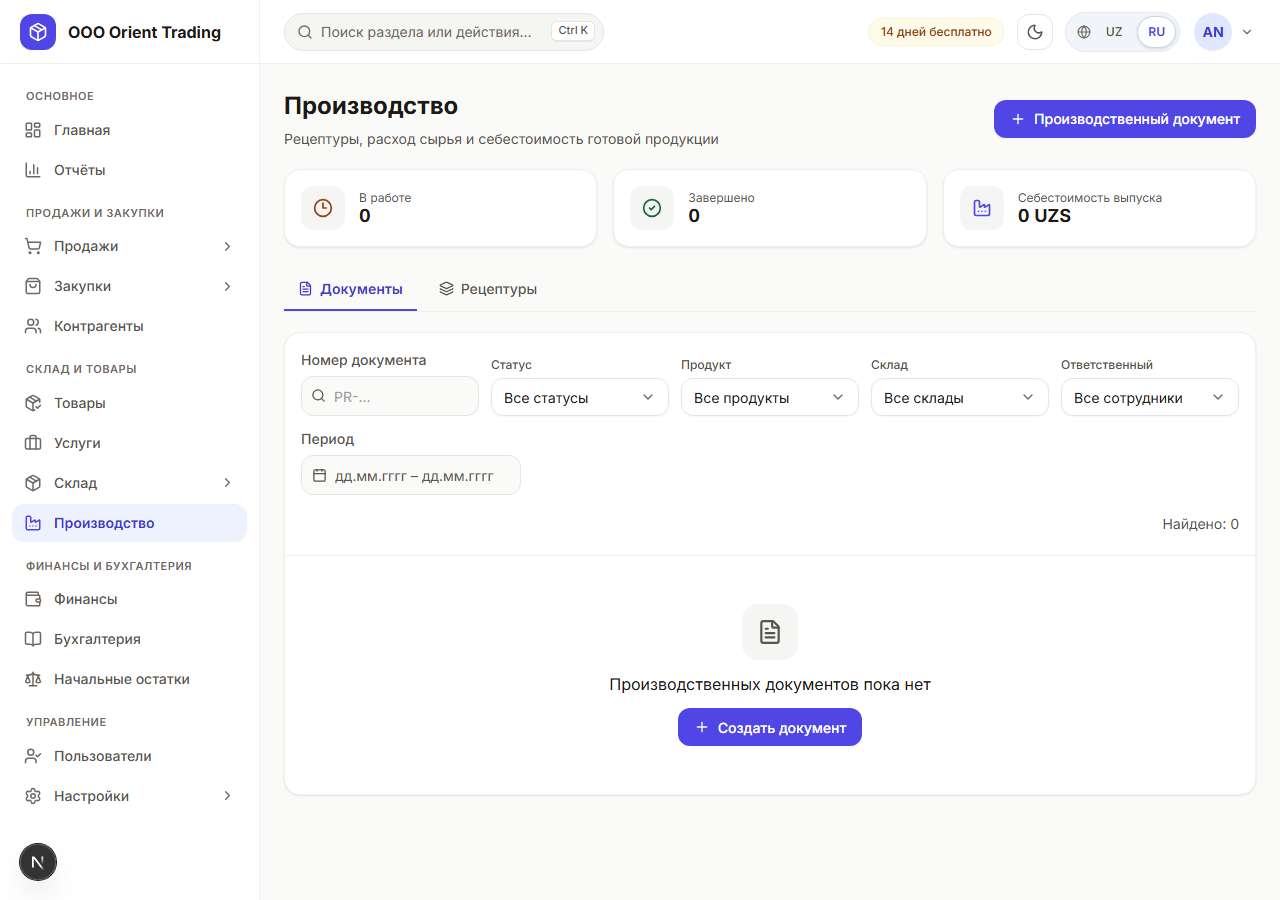 ООО Orient Trading
Поиск раздела или действия...
Ctrl K
14 дней бесплатно
UZ
RU
AN
ОСНОВНОЕ
Главная
Отчёты
ПРОДАЖИ И ЗАКУПКИ
Продажи
Закупки
Контрагенты
СКЛАД И ТОВАРЫ
Товары
Услуги
Склад
Производство
ФИНАНСЫ И БУХГАЛТЕРИЯ
Финансы
Бухгалтерия
Начальные остатки
УПРАВЛЕНИЕ
Пользователи
Настройки
N
Производство
Рецептуры, расход сырья и себестоимость готовой продукции
Производственный документ
В работе
0
Завершено
0
Себестоимость выпуска
0 UZS
Документы
Рецептуры
Номер документа
PR-...
Статус
Все статусы
Продукт
Все продукты
Склад
Все склады
Ответственный
Все сотрудники
Период
дд.мм.гггг – дд.мм.гггг
Найдено: 0
Производственных документов пока нет
Создать документ